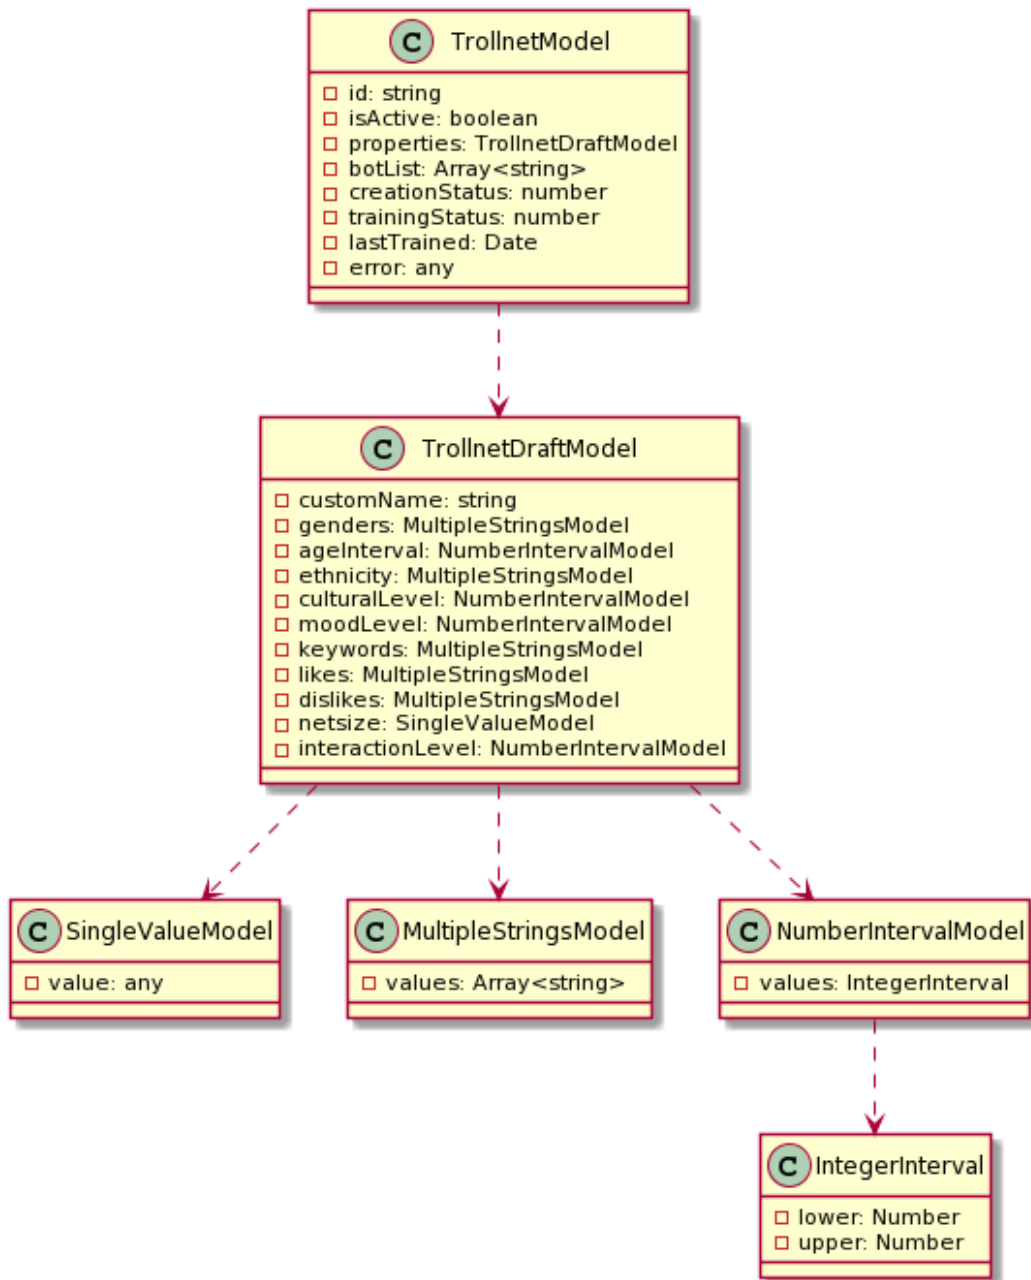 C TrollnetModel
id: string
isActive: boolean
properties: TrollnetDraftModel
botList: Array<string>
creationStatus: number
trainingStatus: number
lastTrained: Date
error: any
C TrollnetDraftModel
customName: string
genders: MultipleStringsModel
ageInterval: NumberIntervalModel
ethnicity: MultipleStringsModel
culturalLevel: NumberIntervalModel
moodLevel: NumberIntervalModel
keywords: MultipleStringsModel
likes: MultipleStringsModel
dislikes: MultipleStringsModel
netsize: SingleValueModel
interactionLevel: NumberIntervalModel
C SingleValueModel
value: any
C MultipleStringsModel
values: Array<string>
C NumberIntervalModel
values: IntegerInterval
C IntegerInterval
lower: Number
upper: Number